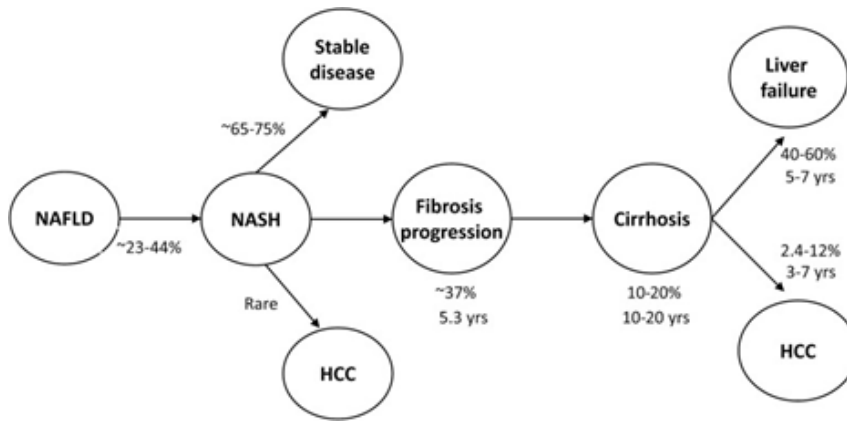 Stable
disease
Liver
failure
~65-75%
40-60%
5-7 yrs
NAFLD
~23-44%
NASH
Fibrosis
progression
Cirrhosis
2.4-12%
3-7 yrs
Rare
~37%
5.3 yrs
10-20%
10-20 yrs
HCC
HCC